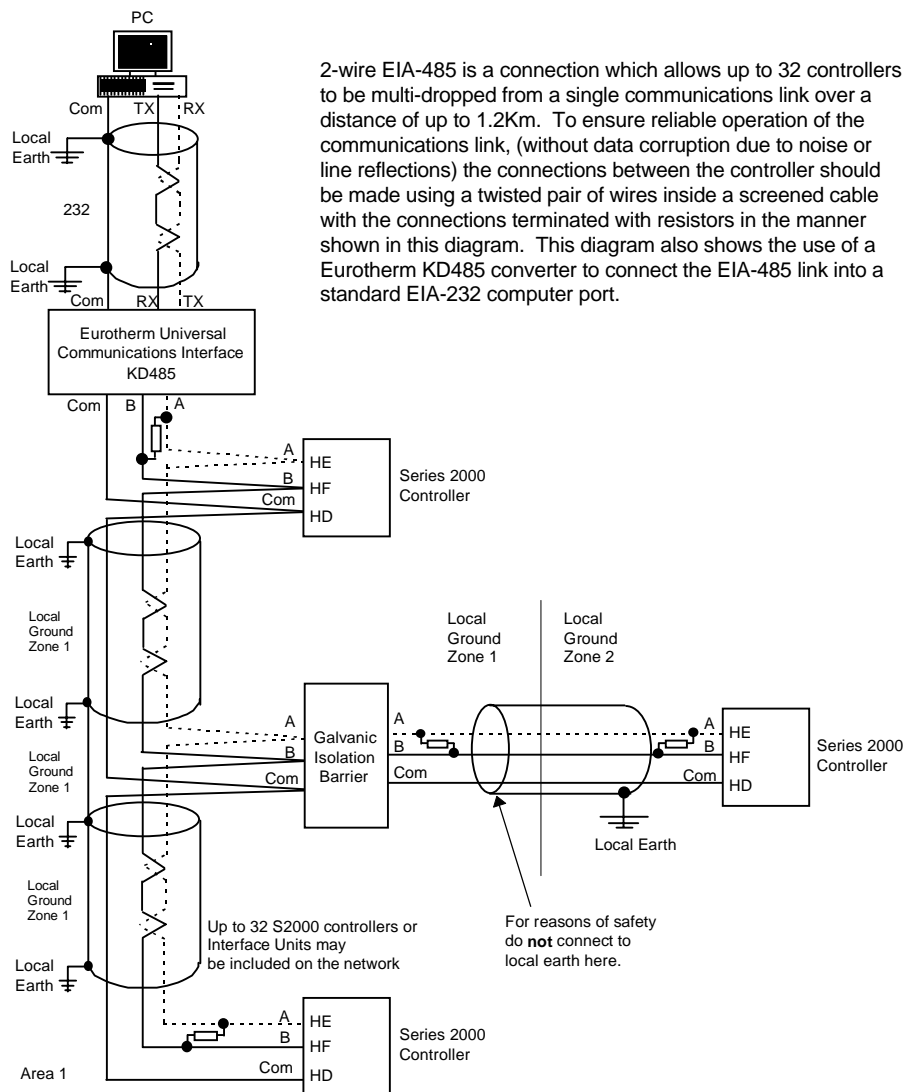 PC
2-wire EIA-485 is a connection which allows up to 32 controllers
to be multi-dropped from a single communications link over a
distance of up to 1.2Km. To ensure reliable operation of the
communications link, (without data corruption due to noise or
line reflections) the connections between the controller should
be made using a twisted pair of wires inside a screened cable
with the connections terminated with resistors in the manner
shown in this diagram. This diagram also shows the use of a
Eurotherm KD485 converter to connect the EIA-485 link into a
standard EIA-232 computer port.
Com TX RX
Local
Earth
232
Local
Earth
Com RX TX
Eurotherm Universal
Communications Interface
KD485
Com B A
A HE
B HF
Com HD
Series 2000
Controller
Local
Earth
Local
Ground
Zone 1
Local
Earth
Local
Ground
Zone 1
Local
Ground
Zone 2
A
B
Com
Galvanic
Isolation
Barrier
A
B
Com
A HE
B HF
Com HD
Series 2000
Controller
Local Earth
Local
Ground
Zone 1
Local
Earth
Local
Ground
Zone 1
Up to 32 S2000 controllers or
Interface Units may
be included on the network
For reasons of safety
do not connect to
local earth here.
Local
Earth
A HE
B HF
Com HD
Series 2000
Controller
Area 1